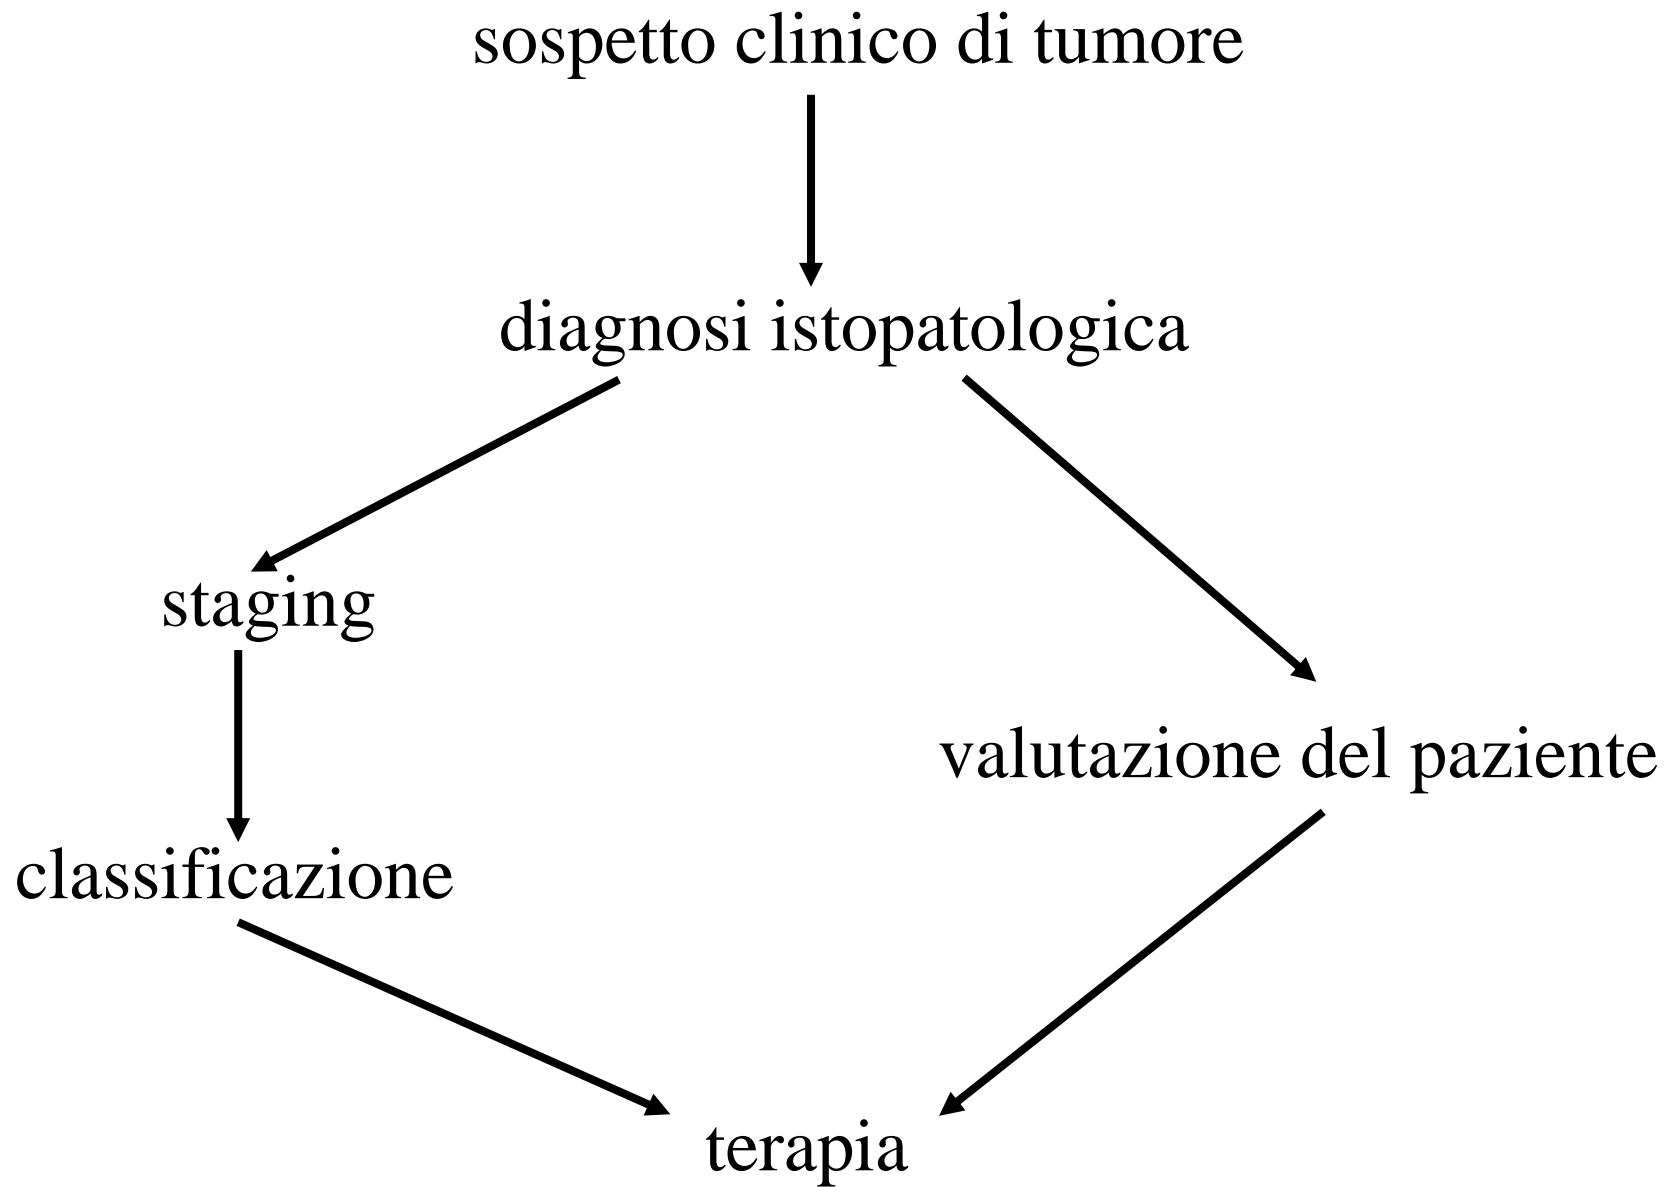 sospetto clinico di tumore
diagnosi istopatologica
staging
valutazione del paziente
classificazione
terapia